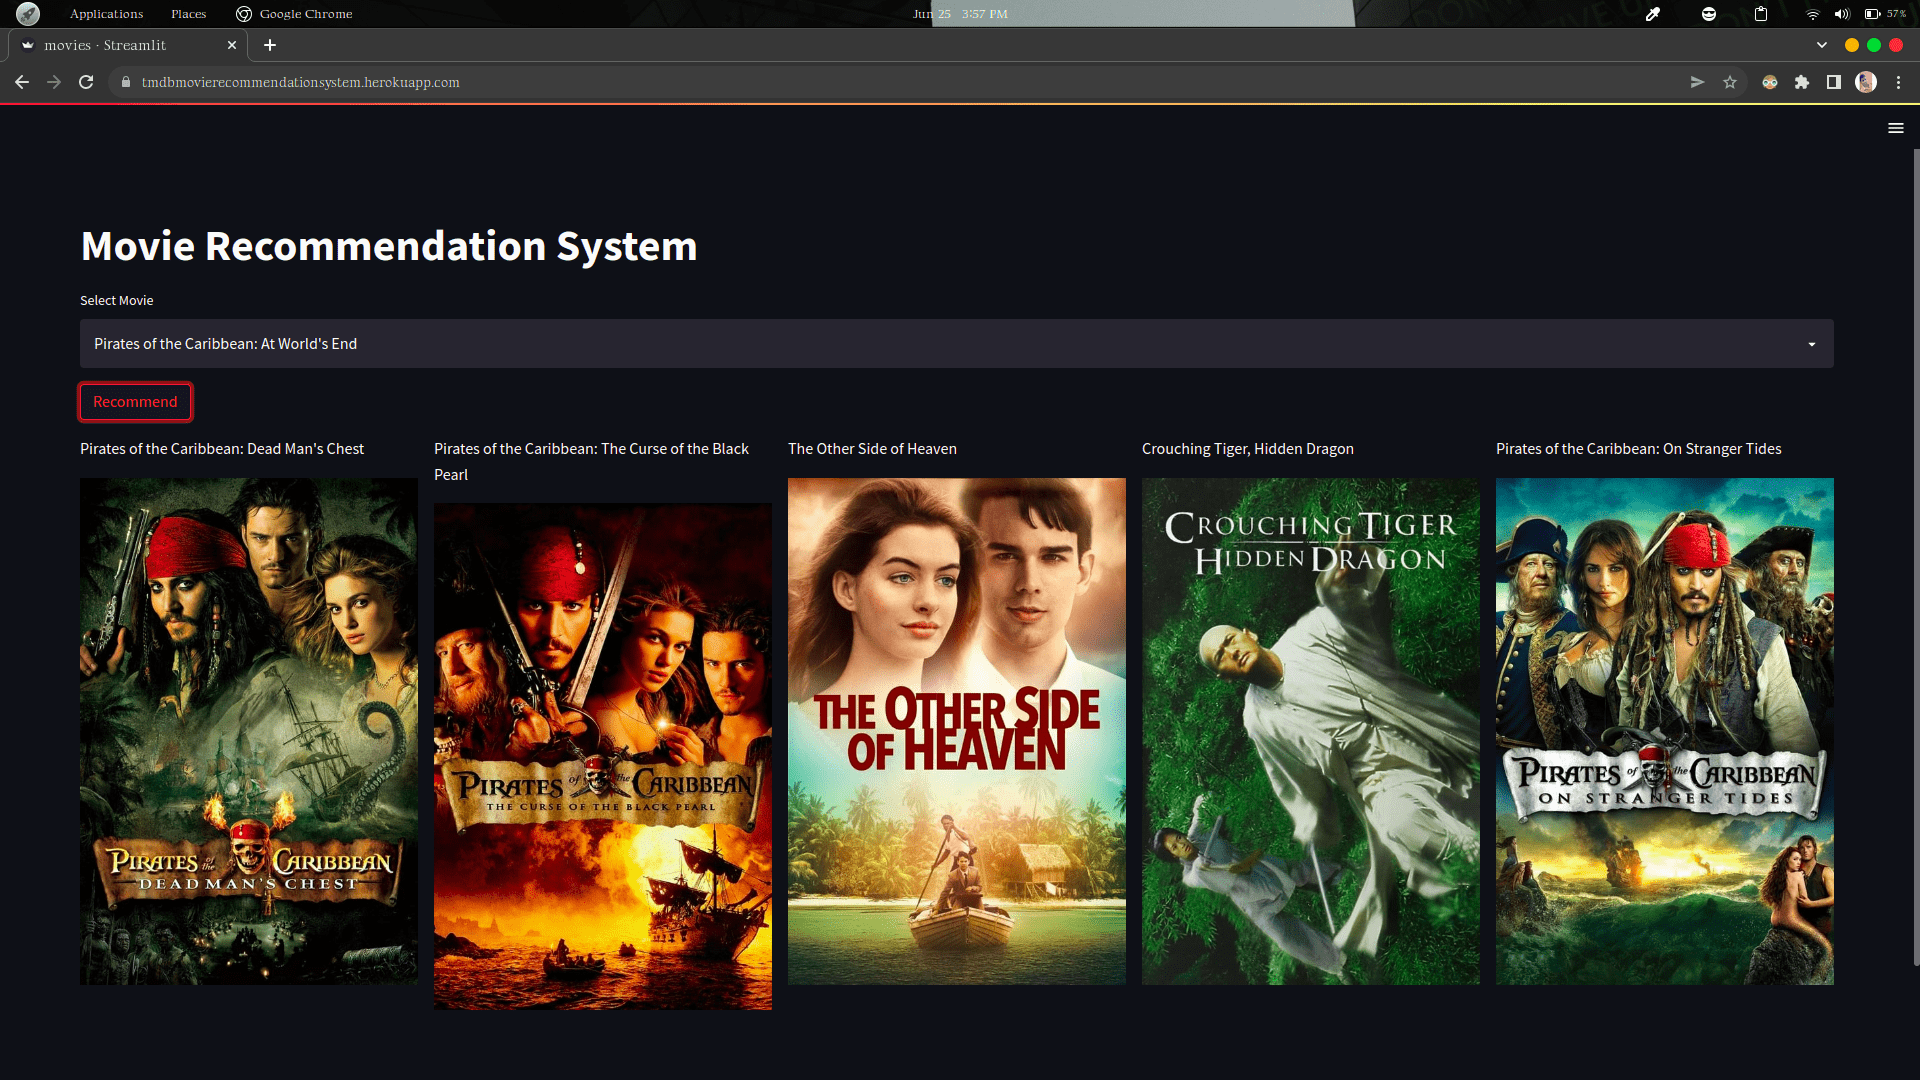 Applications Places Google Chrome Jun 25 3:57 PM 57%
movies · Streamlit
tmdbmovierecommendationsystem.herokuapp.com
Movie Recommendation System
Select Movie
Pirates of the Caribbean: At World's End
Recommend
Pirates of the Caribbean: Dead Man's Chest
Pirates of the Caribbean: The Curse of the Black
Pearl
The Other Side of Heaven
Crouching Tiger, Hidden Dragon
Pirates of the Caribbean: On Stranger Tides
PIRATES of the CARIBBEAN
DEAD MAN'S CHEST
PIRATES of the CARIBBEAN
THE CURSE OF THE BLACK PEARL
THE OTHER SIDE
OF HEAVEN
CROUCHING TIGER
HIDDEN DRAGON
PIRATES of the CARIBBEAN
ON STRANGER TIDES